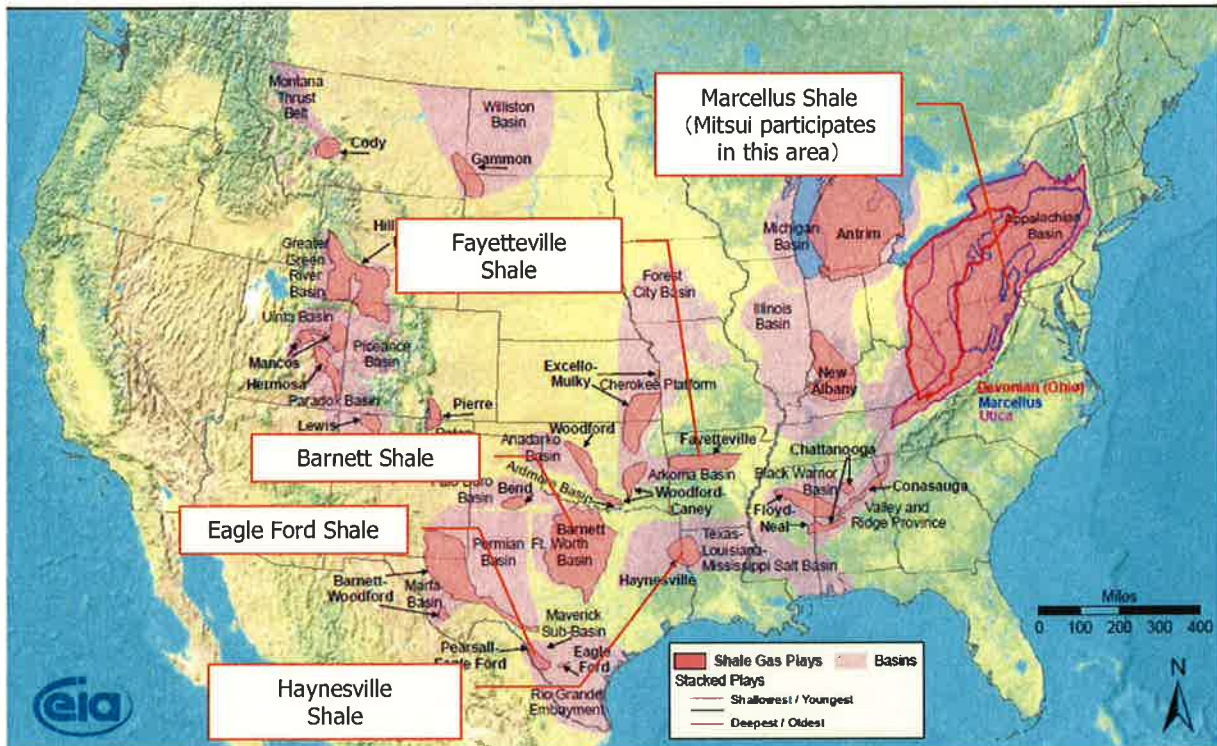 Montana
Thrust
Belt
Cody
Williston
Basin
Gammon
Marcellus Shale
(Mitsui participates
in this area)
Michigan
Basin
Antrim
Appalachian
Basin
Fayetteville
Shale
Greater
Green
River
Basin
Forest
City Basin
Illinois
Basin
Uinta Basin
Mancos
Piceance
Basin
Hermosa
Paradox Basin
Lewis
Pierre
Excello-
Mulky
Cherokee Platform
New
Albany
Devonian (Ohio)
Marcellus
Utica
Barnett Shale
Woodford
Anadarko
Basin
Ardmore Basin
Basin
Bend
Fayetteville
Arkoma Basin
Woodford-
Caney
Chattanooga
Black Warrior
Basin
Conasauga
Floyd-
Neal
Valley and
Ridge Province
Eagle Ford Shale
Permian
Basin
Ft. Worth
Basin
Barnett
Texas-
Louisiana-
Mississippi Salt Basin
Haynesville
Barnett-
Woodford
Marfa
Basin
Maverick
Sub-Basin
Pearsall-
Eagle Ford
Eagle
Ford
Rio Grande
Embayment
Haynesville
Shale
Miles
0 100 200 300 400
N
Shale Gas Plays
Basins
Stacked Plays
Shallowest / Youngest
Deepest / Oldest
eia